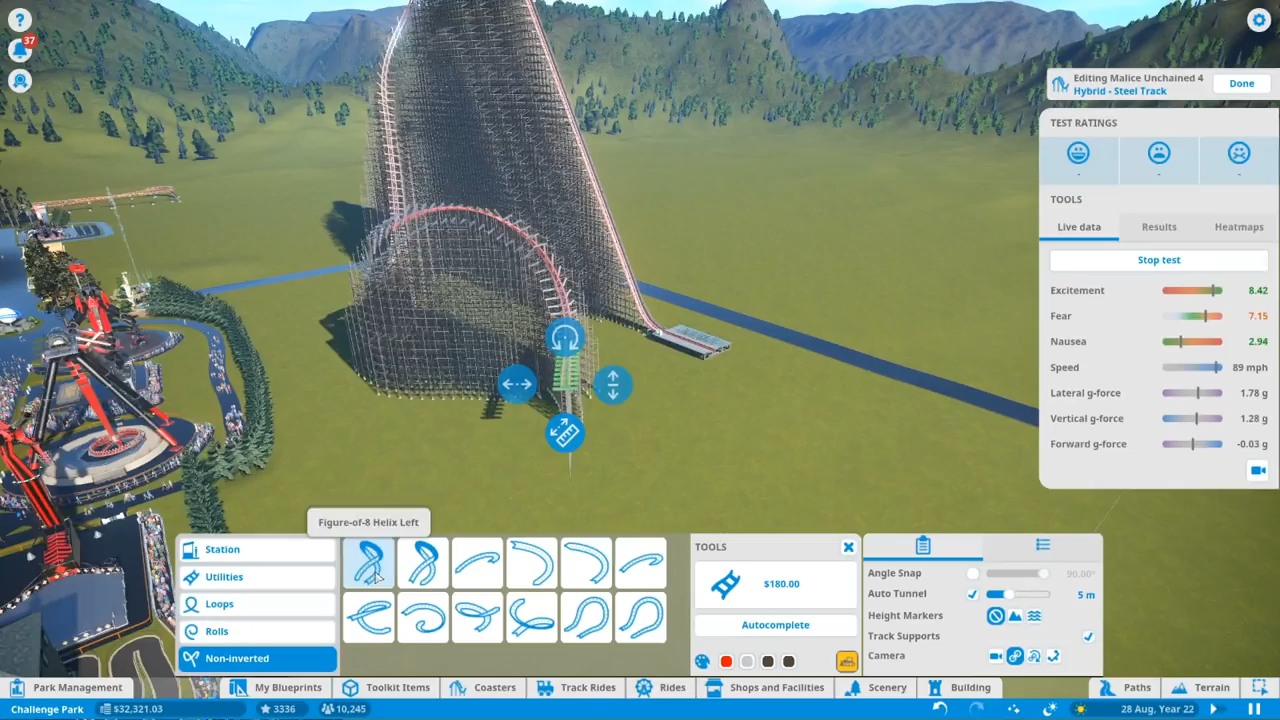 ?
37
Editing Malice Unchained 4
Hybrid - Steel Track
Done
TEST RATINGS
-
-
-
TOOLS
Live data
Results
Heatmaps
Stop test
Excitement
8.42
Fear
7.15
Nausea
2.94
Speed
89 mph
Lateral g-force
1.78 g
Vertical g-force
1.28 g
Forward g-force
-0.03 g
Figure-of-8 Helix Left
Station
Utilities
Loops
Rolls
Non-inverted
TOOLS
$180.00
Autocomplete
Angle Snap
90.00°
Auto Tunnel
5 m
Height Markers
Track Supports
Camera
Park Management
My Blueprints
Toolkit Items
Coasters
Track Rides
Rides
Shops and Facilities
Scenery
Building
Paths
Terrain
Challenge Park
$32,321.03
3336
10,245
28 Aug, Year 22